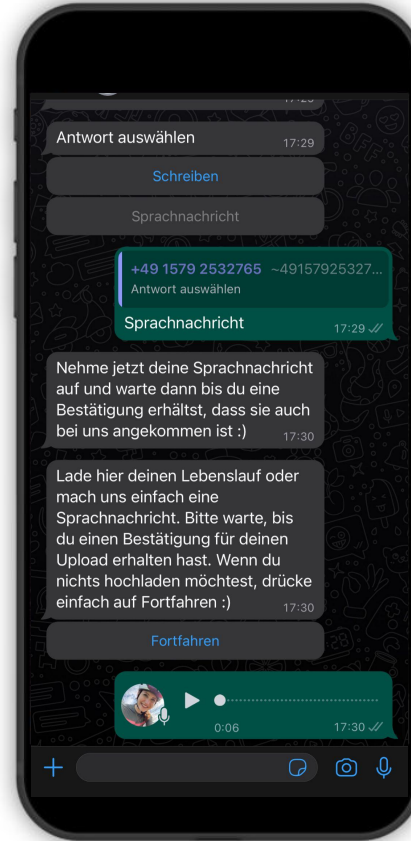 Antwort auswählen
17:29
Schreiben
Sprachnachricht
+49 1579 2532765 ~49157925327...
Antwort auswählen
Sprachnachricht
17:29
Nehme jetzt deine Sprachnachricht
auf und warte dann bis du eine
Bestätigung erhältst, dass sie auch
bei uns angekommen ist :)
17:30
Lade hier deinen Lebenslauf oder
mach uns einfach eine
Sprachnachricht. Bitte warte, bis
du einen Bestätigung für deinen
Upload erhalten hast. Wenn du
nichts hochladen möchtest, drücke
einfach auf Fortfahren :)
17:30
Fortfahren
0:06
17:30